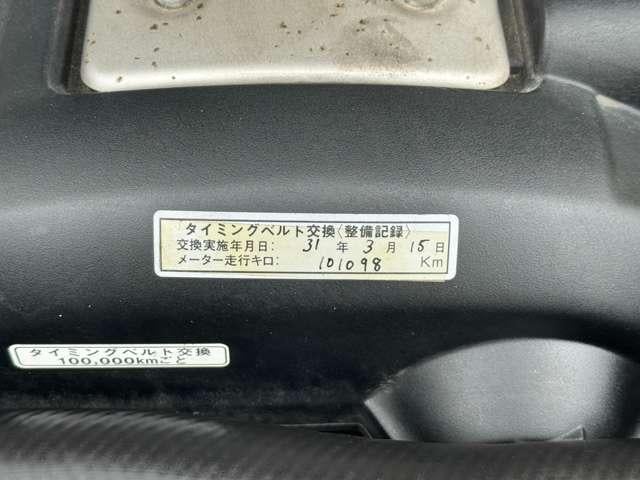 タイミングベルト交換〈整備記録〉
交換実施年月日: 31 年 3 月 15 日
メーター走行キロ: 101098 Km
タイミングベルト交換
100,000kmごと